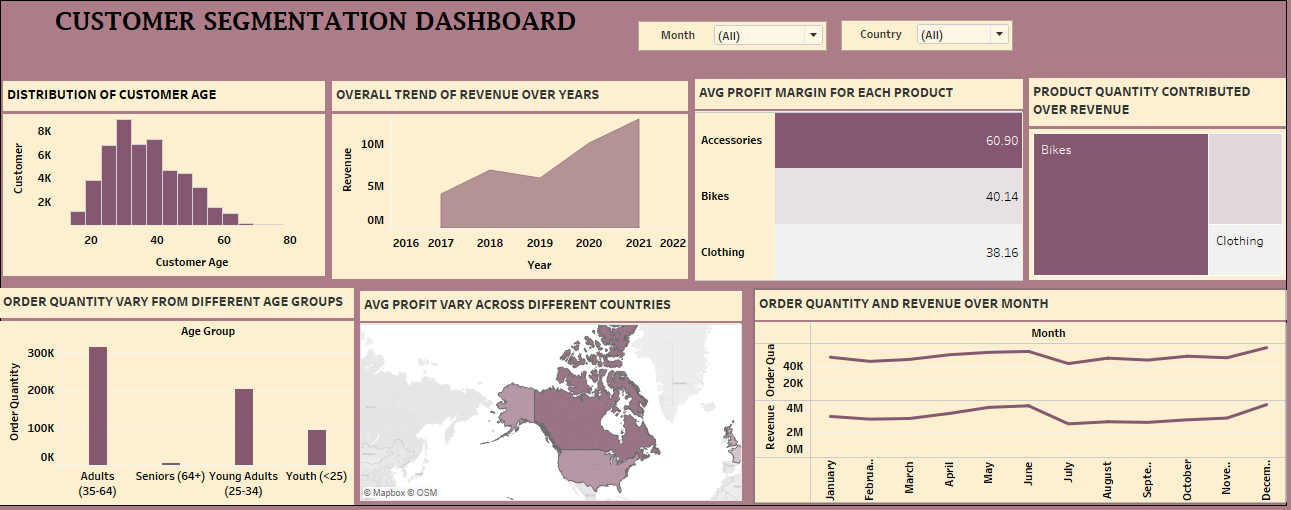 CUSTOMER SEGMENTATION DASHBOARD
Month (All)
Country (All)
DISTRIBUTION OF CUSTOMER AGE
8K
6K
4K
2K
Customer
20 40 60 80
Customer Age
OVERALL TREND OF REVENUE OVER YEARS
10M
5M
0M
Revenue
2016 2017 2018 2019 2020 2021 2022
Year
AVG PROFIT MARGIN FOR EACH PRODUCT
Accessories 60.90
Bikes 40.14
Clothing 38.16
PRODUCT QUANTITY CONTRIBUTED
OVER REVENUE
Bikes
Clothing
ORDER QUANTITY VARY FROM DIFFERENT AGE GROUPS
Age Group
300K
200K
100K
0K
Order Quantity
Adults
(35-64)
Seniors (64+)
Young Adults
(25-34)
Youth (<25)
AVG PROFIT VARY ACROSS DIFFERENT COUNTRIES
© Mapbox © OSM
ORDER QUANTITY AND REVENUE OVER MONTH
Month
Order Qua
40K
20K
Revenue
4M
2M
0M
January
Februa..
March
April
May
June
July
August
Septe..
October
Nove..
Decem..